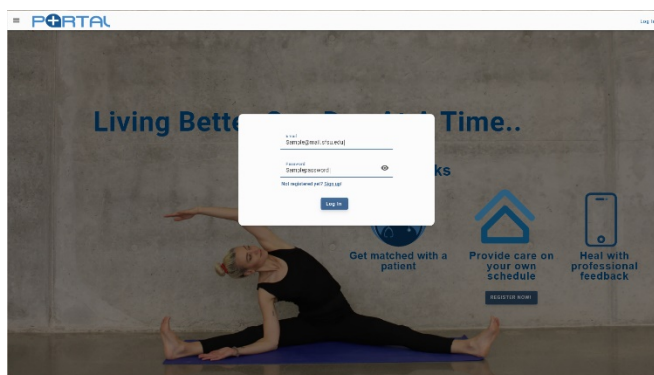 PORTAL
Log In
Living Bette
Time..
ks
Email
Sample@mail.sfsu.edu
Password
Samplepassword
Not registered yet? Sign up!
Log In
Get matched with a
patient
Provide care on
your own
schedule
REGISTER NOW!
Heal with
professional
feedback